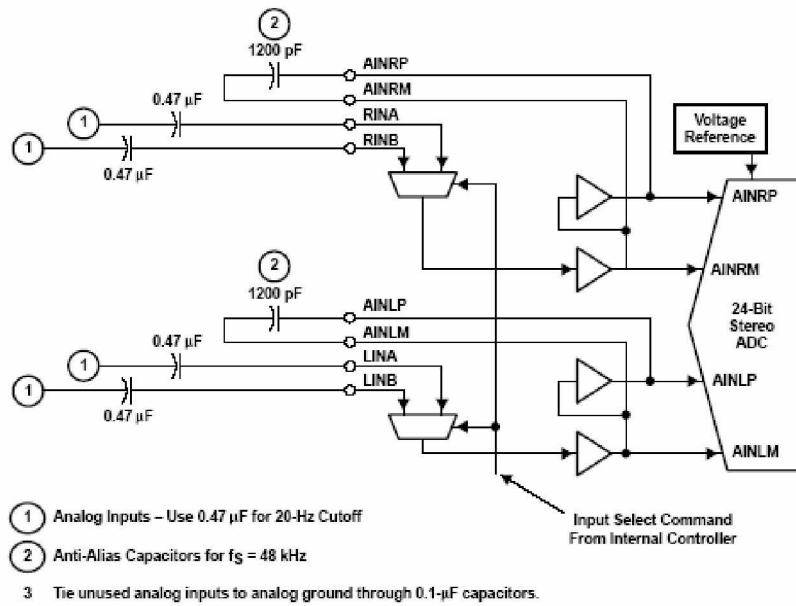 2
1200 pF
AINRP
AINRM
0.47 µF
1
RINA
1
RINB
0.47 µF
Voltage
Reference
AINRP
AINRM
2
1200 pF
AINLP
AINLM
0.47 µF
1
LINA
1
LINB
0.47 µF
24-Bit
Stereo
ADC
AINLP
AINLM
Input Select Command
From Internal Controller
1 Analog Inputs – Use 0.47 µF for 20-Hz Cutoff
2 Anti-Alias Capacitors for fS = 48 kHz
3 Tie unused analog inputs to analog ground through 0.1-µF capacitors.